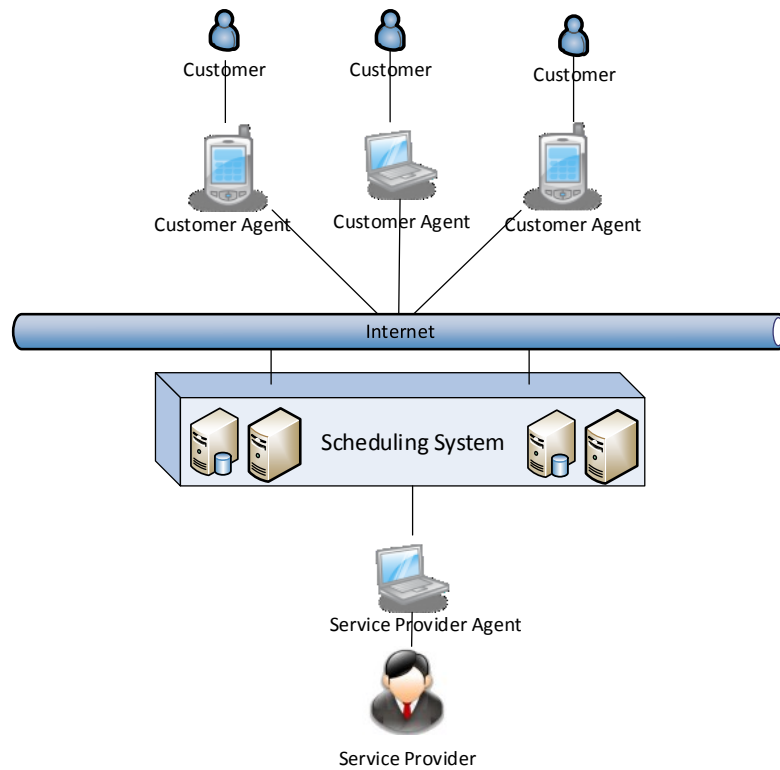 Customer
Customer
Customer
Customer Agent
Customer Agent
Customer Agent
Internet
Scheduling System
Service Provider Agent
Service Provider